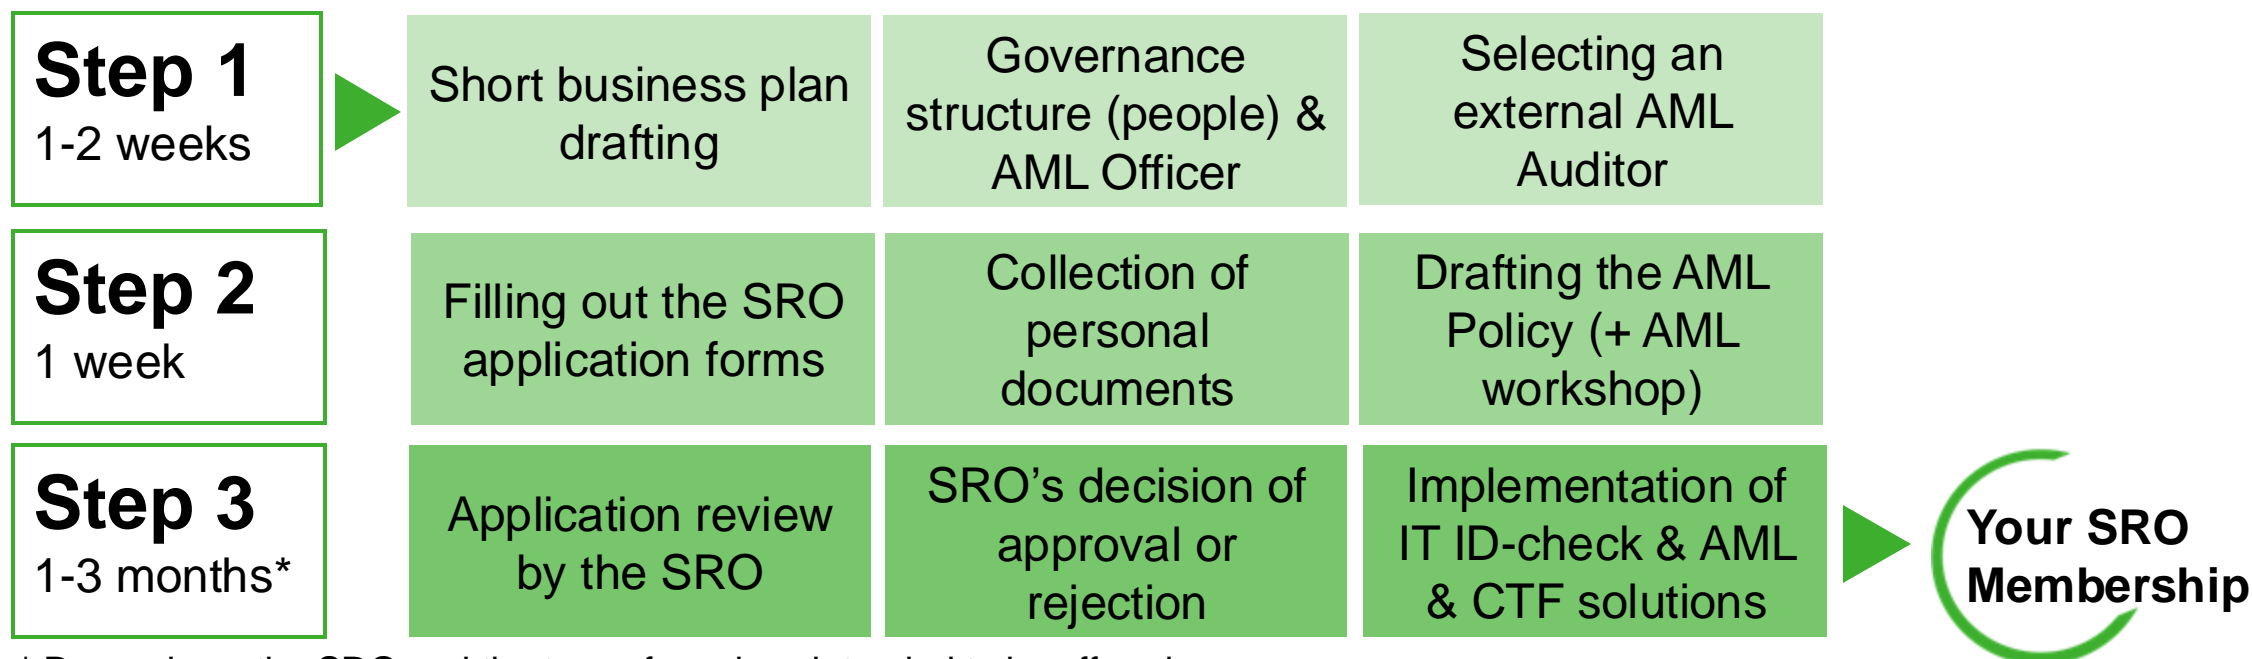 Step 1
1-2 weeks
Short business plan
drafting
Governance
structure (people) &
AML Officer
Selecting an
external AML
Auditor
Step 2
1 week
Filling out the SRO
application forms
Collection of
personal
documents
Drafting the AML
Policy (+ AML
workshop)
Step 3
1-3 months*
Application review
by the SRO
SRO’s decision of
approval or
rejection
Implementation of
IT ID-check & AML
& CTF solutions
Your SRO
Membership